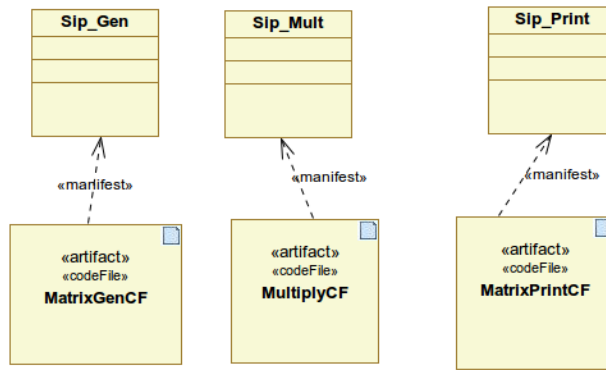 Sip_Gen
Sip_Mult
Sip_Print
«manifest»
«manifest»
«manifest»
«artifact»
«codeFile»
MatrixGenCF
«artifact»
«codeFile»
MultiplyCF
«artifact»
«codeFile»
MatrixPrintCF